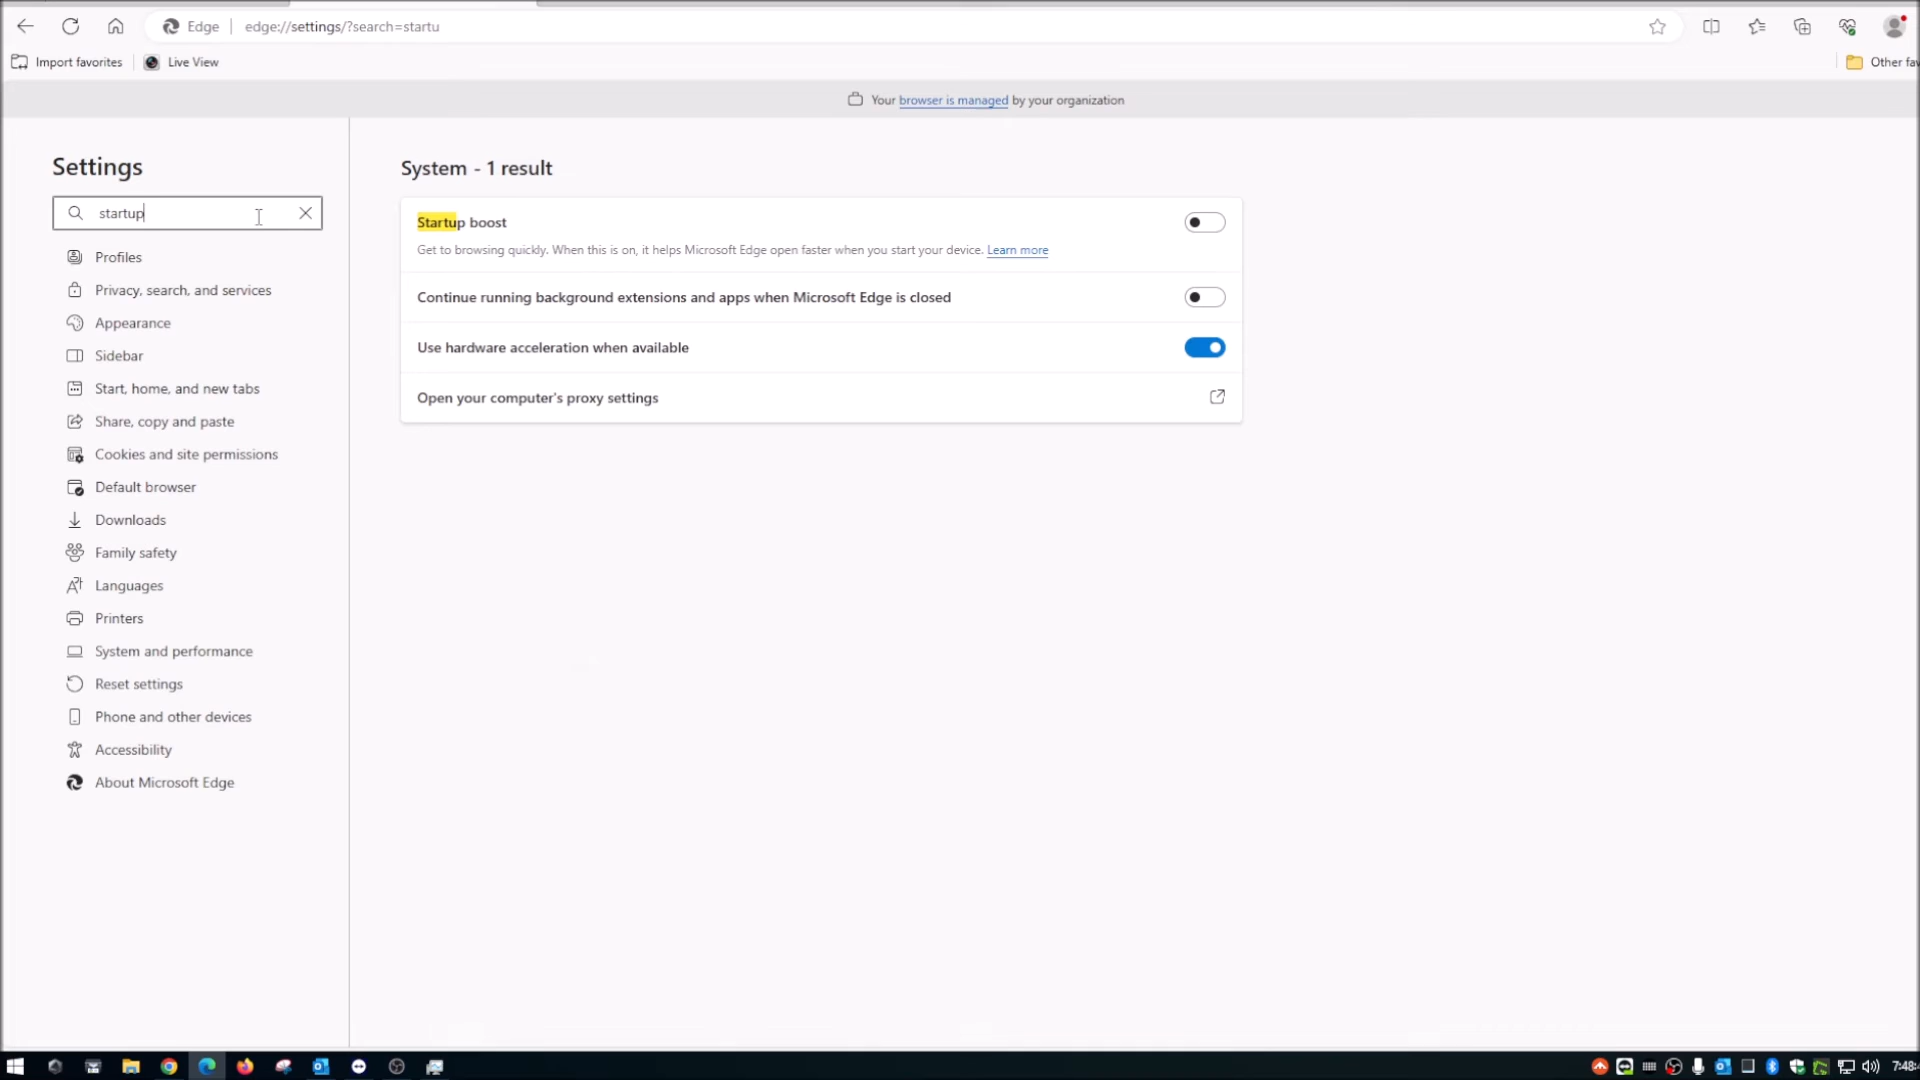 Edge
edge://settings/?search=startu
Import favorites
Live View
Other fav
Your browser is managed by your organization
Settings
startup
Profiles
Privacy, search, and services
Appearance
Sidebar
Start, home, and new tabs
Share, copy and paste
Cookies and site permissions
Default browser
Downloads
Family safety
Languages
Printers
System and performance
Reset settings
Phone and other devices
Accessibility
About Microsoft Edge
System - 1 result
Startup boost
Get to browsing quickly. When this is on, it helps Microsoft Edge open faster when you start your device. Learn more
Continue running background extensions and apps when Microsoft Edge is closed
Use hardware acceleration when available
Open your computer's proxy settings
7:48